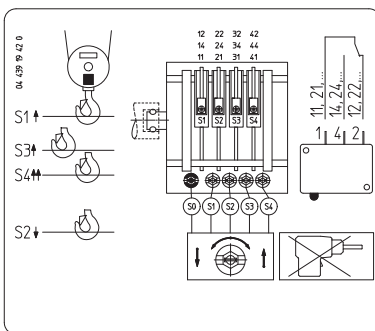 04 439 19 42 0
S1
S3
S4
S2
12 22 32 42
14 24 34 44
11 21 31 41
S1 S2 S3 S4
S0 S1 S2 S3 S4
11, 21,...
14, 24,...
12, 22,...
1 4 2